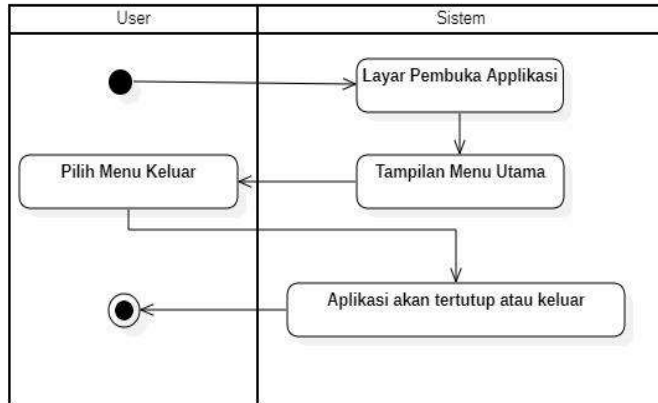 User
Sistem
Layar Pembuka Applikasi
Pilih Menu Keluar
Tampilan Menu Utama
Aplikasi akan tertutup atau keluar